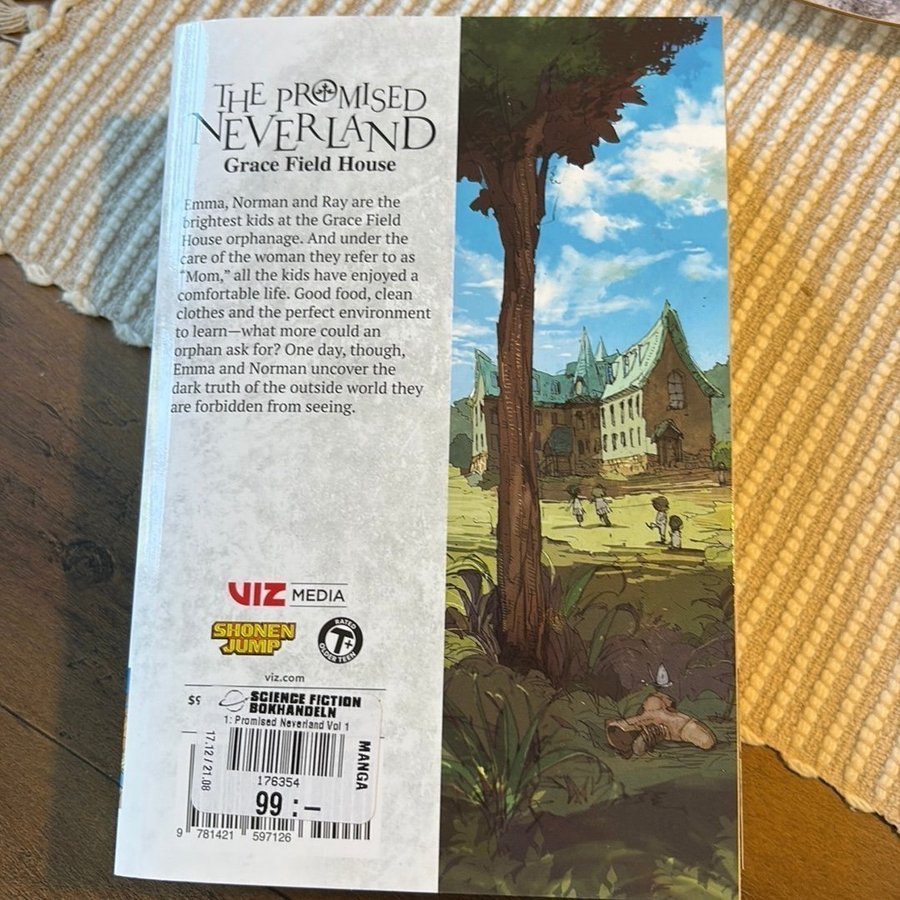 THE PROMISED
NEVERLAND
Grace Field House
Emma, Norman and Ray are the
brightest kids at the Grace Field
House orphanage. And under the
care of the woman they refer to as
“Mom,” all the kids have enjoyed a
comfortable life. Good food, clean
clothes and the perfect environment
to learn—what more could an
orphan ask for? One day, though,
Emma and Norman uncover the
dark truth of the outside world they
are forbidden from seeing.
VIZ MEDIA
SHONEN
JUMP
RATED
T+
OLDER TEEN
viz.com
SCIENCE FICTION
BOKHANDELN
1: Promised Neverland Vol 1
17.12 / 21.08
MANGA
176354
99:–
9 781421 597126